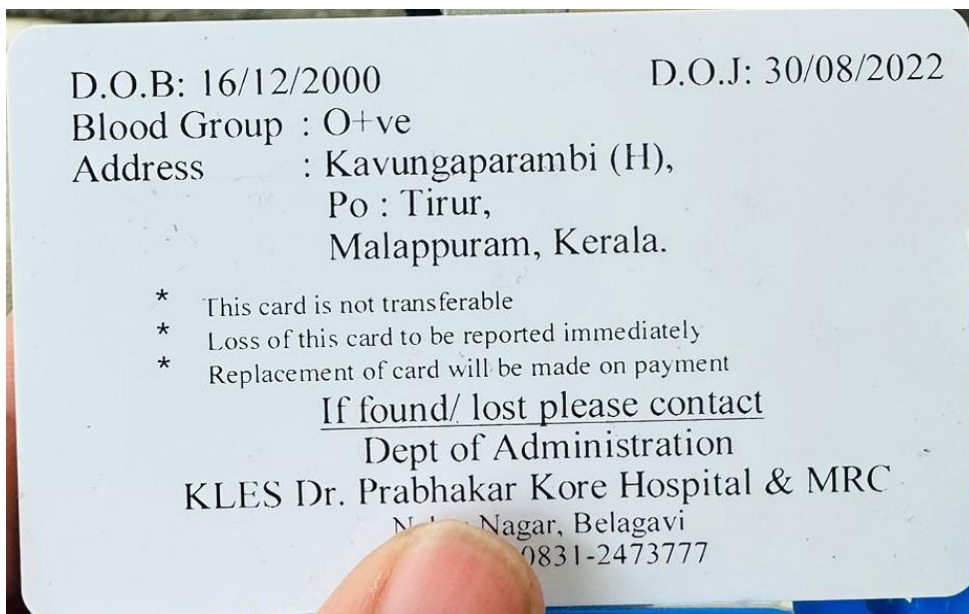 D.O.B: 16/12/2000 D.O.J: 30/08/2022
Blood Group : O+ve
Address : Kavungaparambi (H),
Po : Tirur,
Malappuram, Kerala.
* This card is not transferable
* Loss of this card to be reported immediately
* Replacement of card will be made on payment
If found/ lost please contact
Dept of Administration
KLES Dr. Prabhakar Kore Hospital & MRC
Nagar, Belagavi
0831-2473777